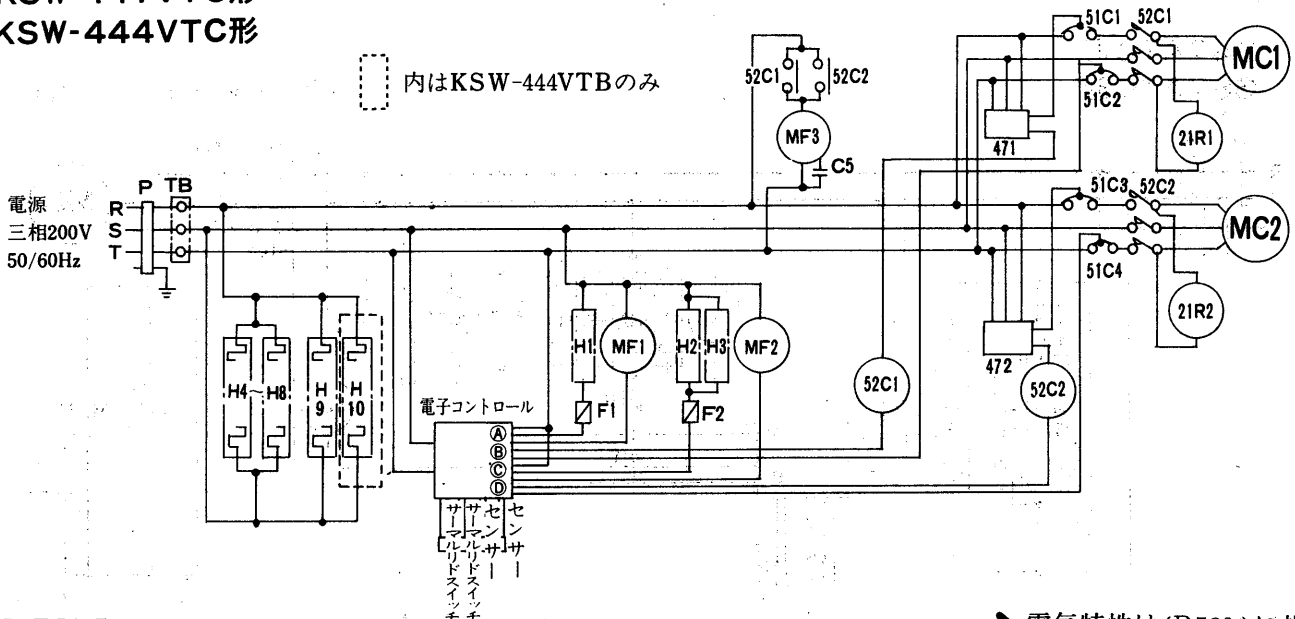 KSW-444VTC形
内はKSW-444VTBのみ
電源
三相200V
50/60Hz
P TB
R
S
T
H4～H8
H
9
H
10
電子コントロール
A
B
C
D
サーマルリードスイッチ
サーマルリードスイッチ
センサー
センサー
H1
MF1
H2
H3
MF2
F1
F2
52C1
52C2
MF3
C5
51C1 52C1
MC1
51C2
471
21R1
51C3 52C2
MC2
51C4
472
21R2
52C1
52C2